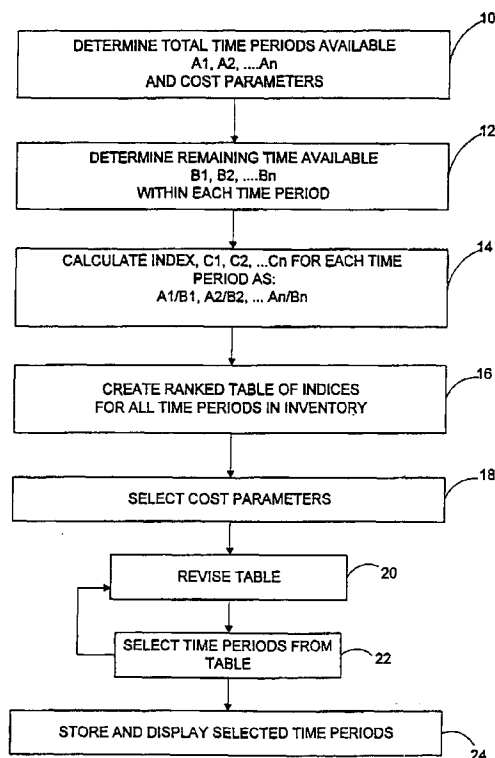 10
DETERMINE TOTAL TIME PERIODS AVAILABLE
A1, A2, ....An
AND COST PARAMETERS
12
DETERMINE REMAINING TIME AVAILABLE
B1, B2, ....Bn
WITHIN EACH TIME PERIOD
14
CALCULATE INDEX, C1, C2, ...Cn FOR EACH TIME
PERIOD AS:
A1/B1, A2/B2, ... An/Bn
16
CREATE RANKED TABLE OF INDICES
FOR ALL TIME PERIODS IN INVENTORY
18
SELECT COST PARAMETERS
REVISE TABLE
20
SELECT TIME PERIODS FROM
TABLE
22
STORE AND DISPLAY SELECTED TIME PERIODS
24